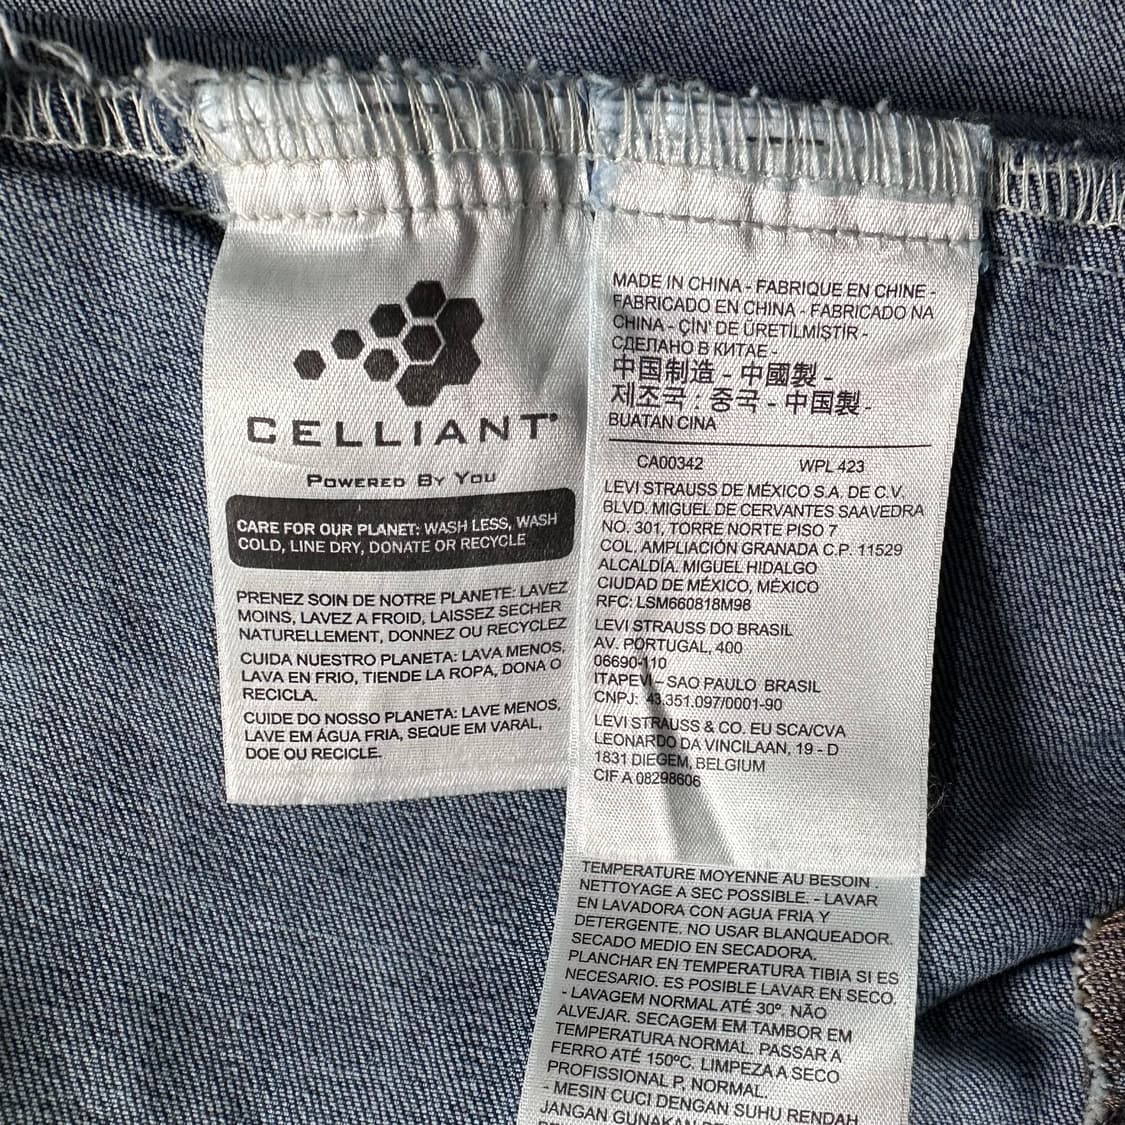 CELLIANT®
POWERED BY YOU
CARE FOR OUR PLANET: WASH LESS, WASH
COLD, LINE DRY, DONATE OR RECYCLE
PRENEZ SOIN DE NOTRE PLANETE: LAVEZ
MOINS, LAVEZ A FROID, LAISSEZ SECHER
NATURELLEMENT, DONNEZ OU RECYCLEZ
CUIDA NUESTRO PLANETA: LAVA MENOS,
LAVA EN FRIO, TIENDE LA ROPA, DONA O
RECICLA.
CUIDE DO NOSSO PLANETA: LAVE MENOS,
LAVE EM ÁGUA FRIA, SEQUE EM VARAL,
DOE OU RECICLE.
MADE IN CHINA - FABRIQUE EN CHINE -
FABRICADO EN CHINA - FABRICADO NA
CHINA - ÇIN' DE ÜRETILMIŞTIR -
СДЕЛАНО В КИТАЕ -
中国制造 - 中國製 -
제조국 : 중국 - 中国製 -
BUATAN CINA
CA00342 WPL 423
LEVI STRAUSS DE MÉXICO S.A. DE C.V.
BLVD. MIGUEL DE CERVANTES SAAVEDRA
NO. 301, TORRE NORTE PISO 7
COL. AMPLIACIÓN GRANADA C.P. 11529
ALCALDÍA. MIGUEL HIDALGO
CIUDAD DE MÉXICO, MÉXICO
RFC: LSM660818M98
LEVI STRAUSS DO BRASIL
AV. PORTUGAL, 400
06690-110
ITAPEVI – SAO PAULO BRASIL
CNPJ: 43.351.097/0001-90
LEVI STRAUSS & CO. EU SCA/CVA
LEONARDO DA VINCILAAN, 19 - D
1831 DIEGEM, BELGIUM
CIF A 08298606
TEMPERATURE MOYENNE AU BESOIN .
NETTOYAGE A SEC POSSIBLE. - LAVAR
EN LAVADORA CON AGUA FRIA Y
DETERGENTE. NO USAR BLANQUEADOR.
SECADO MEDIO EN SECADORA.
PLANCHAR EN TEMPERATURA TIBIA SI ES
NECESARIO. ES POSIBLE LAVAR EN SECO.
- LAVAGEM NORMAL ATÉ 30º. NÃO
ALVEJAR. SECAGEM EM TAMBOR EM
TEMPERATURA NORMAL. PASSAR A
FERRO ATÉ 150ºC. LIMPEZA A SECO
PROFISSIONAL P, NORMAL.
- MESIN CUCI DENGAN SUHU RENDAH
JANGAN GUNAKAN